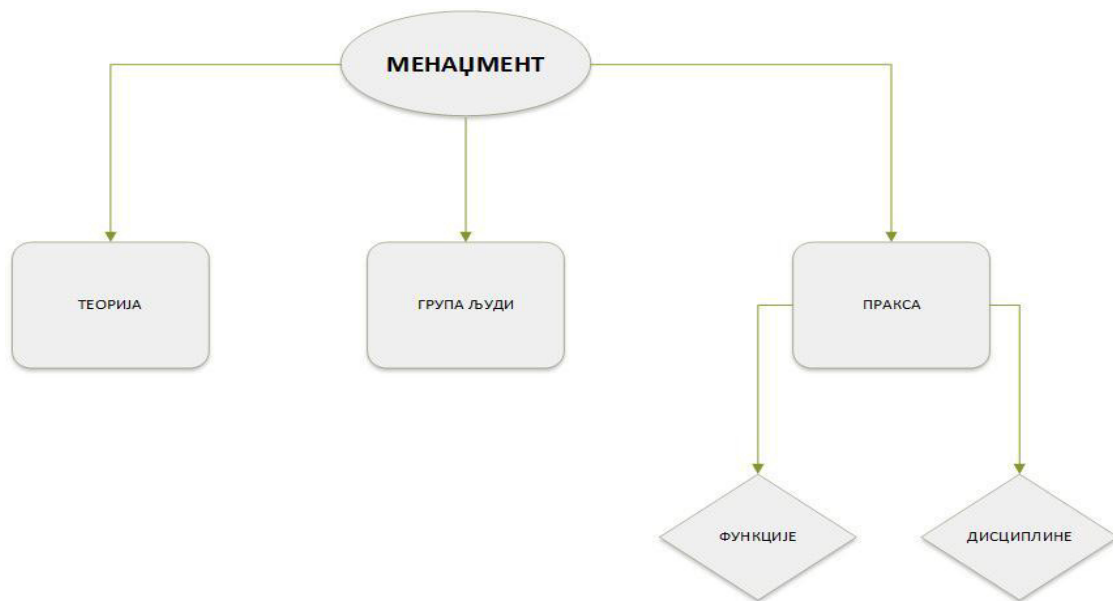 МЕНАЏМЕНТ
ТЕОРИЈА
ГРУПА ЉУДИ
ПРАКСА
ФУНКЦИЈЕ
ДИСЦИПЛИНЕ